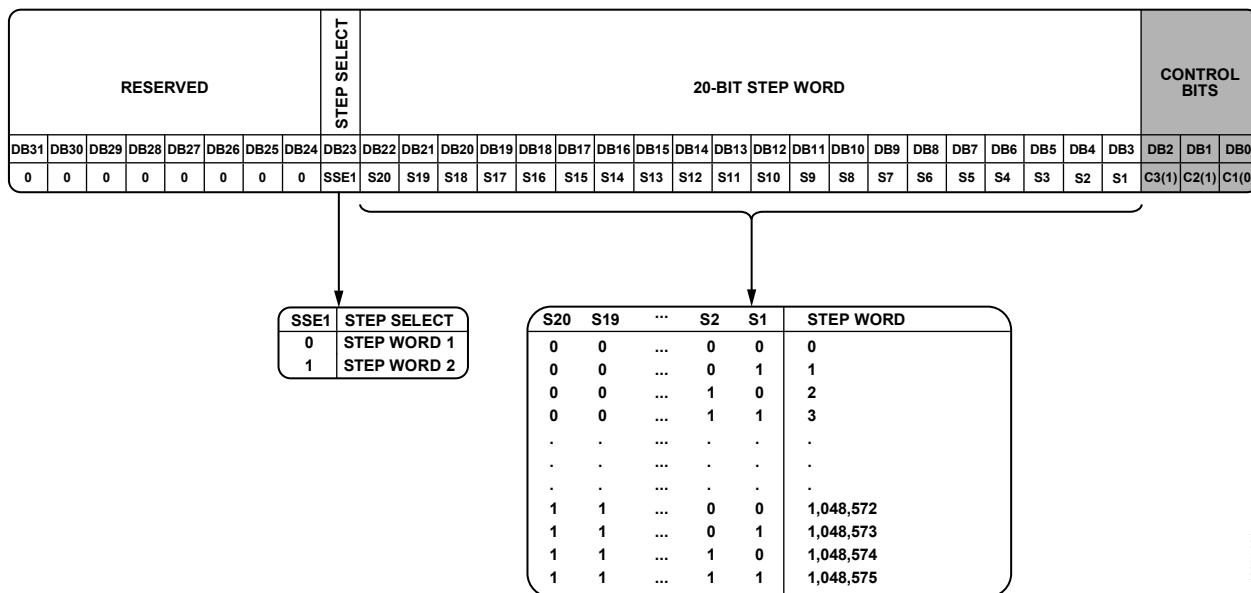 RESERVED
STEP SELECT
20-BIT STEP WORD
CONTROL
BITS
DB31 DB30 DB29 DB28 DB27 DB26 DB25 DB24 DB23 DB22 DB21 DB20 DB19 DB18 DB17 DB16 DB15 DB14 DB13 DB12 DB11 DB10 DB9 DB8 DB7 DB6 DB5 DB4 DB3 DB2 DB1 DB0
0 0 0 0 0 0 0 0 SSE1 S20 S19 S18 S17 S16 S15 S14 S13 S12 S11 S10 S9 S8 S7 S6 S5 S4 S3 S2 S1 C3(1) C2(1) C1(0
SSE1 STEP SELECT
0 STEP WORD 1
1 STEP WORD 2
S20 S19 ... S2 S1 STEP WORD
0 0 ... 0 0 0
0 0 ... 0 1 1
0 0 ... 1 0 2
0 0 ... 1 1 3
. . ... . . .
. . ... . . .
. . ... . . .
1 1 ... 0 0 1,048,572
1 1 ... 0 1 1,048,573
1 1 ... 1 0 1,048,574
1 1 ... 1 1 1,048,575